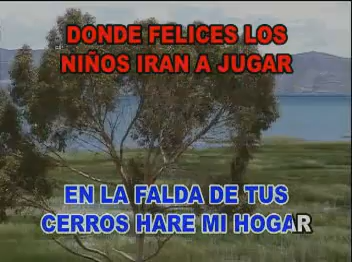 DONDE FELICES LOS
NIÑOS IRAN A JUGAR
EN LA FALDA DE TUS
CERROS HARE MI HOGAR